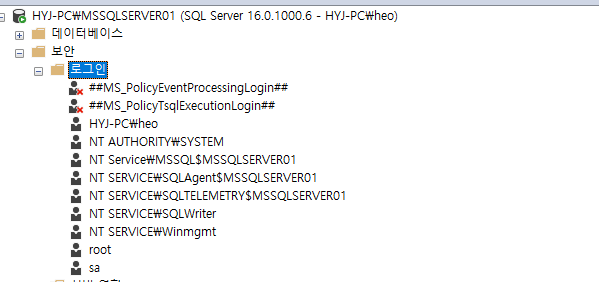 HYJ-PC₩MSSQLSERVER01 (SQL Server 16.0.1000.6 - HYJ-PC₩heo)
데이터베이스
보안
로그인
##MS_PolicyEventProcessingLogin##
##MS_PolicyTsqlExecutionLogin##
HYJ-PC₩heo
NT AUTHORITY₩SYSTEM
NT Service₩MSSQL$MSSQLSERVER01
NT SERVICE₩SQLAgent$MSSQLSERVER01
NT SERVICE₩SQLTELEMETRY$MSSQLSERVER01
NT SERVICE₩SQLWriter
NT SERVICE₩Winmgmt
root
sa